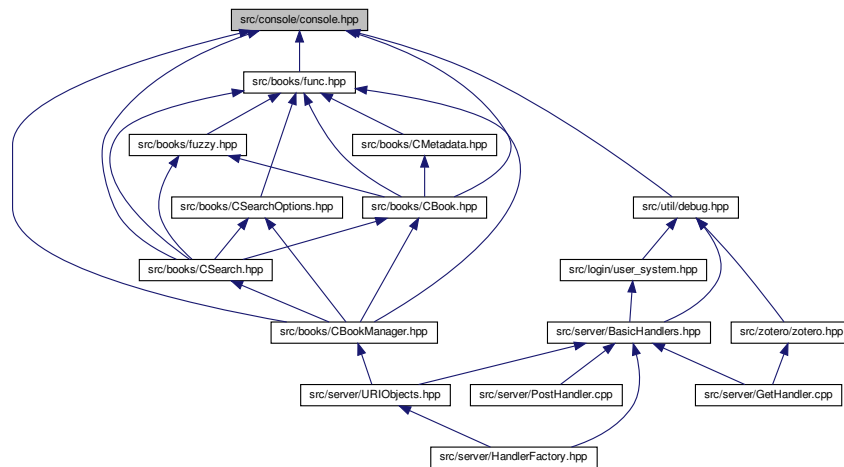 src/console/console.hpp
src/books/func.hpp
src/books/fuzzy.hpp
src/books/CMetadata.hpp
src/books/CSearchOptions.hpp
src/books/CBook.hpp
src/util/debug.hpp
src/books/CSearch.hpp
src/login/user_system.hpp
src/books/CBookManager.hpp
src/server/BasicHandlers.hpp
src/zotero/zotero.hpp
src/server/URIObjects.hpp
src/server/PostHandler.cpp
src/server/GetHandler.cpp
src/server/HandlerFactory.hpp